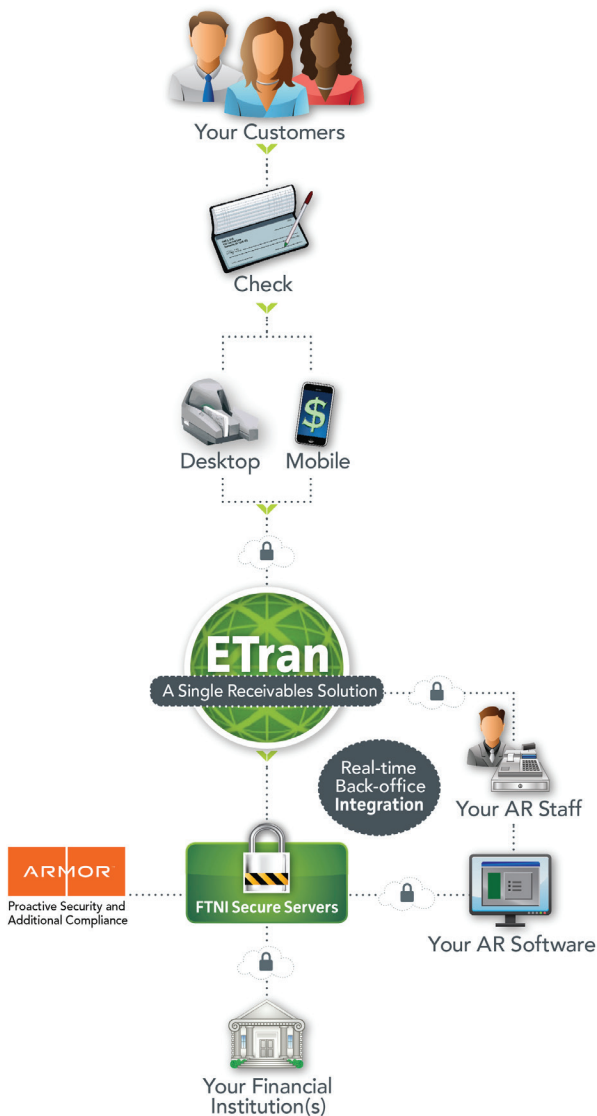 Your Customers
Check
$
Desktop
Mobile
ETran
A Single Receivables Solution
Real-time
Back-office
Integration
Your AR Staff
ARMOR
Proactive Security and
Additional Compliance
FTNI Secure Servers
Your AR Software
Your Financial
Institution(s)